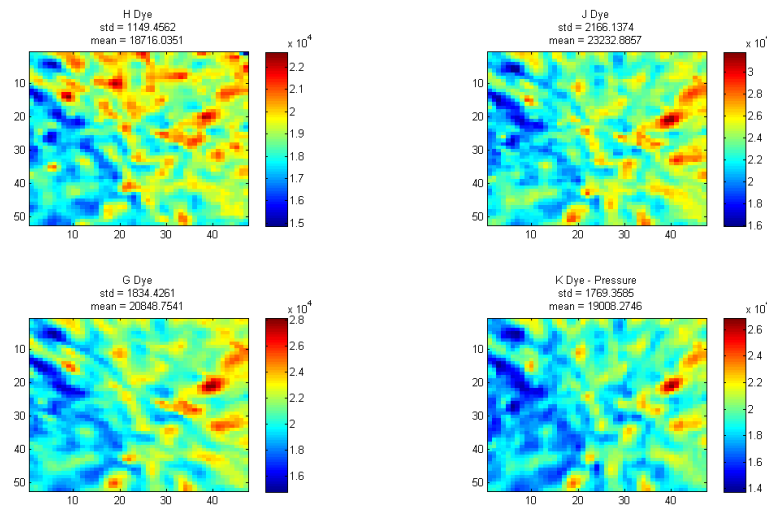 H Dye
std = 1149.4562
mean = 18716.0351
x 10⁴
2.2
2.1
2
1.9
1.8
1.7
1.6
1.5
10
20
30
40
50
10 20 30 40
J Dye
std = 2166.1374
mean = 23232.8857
x 10
3
2.8
2.6
2.4
2.2
2
1.8
1.6
10
20
30
40
50
10 20 30 40
G Dye
std = 1834.4261
mean = 20848.7541
x 10⁴
2.8
2.6
2.4
2.2
2
1.8
1.6
10
20
30
40
50
10 20 30 40
K Dye - Pressure
std = 1769.3585
mean = 19008.2746
x 10
2.6
2.4
2.2
2
1.8
1.6
1.4
10
20
30
40
50
10 20 30 40